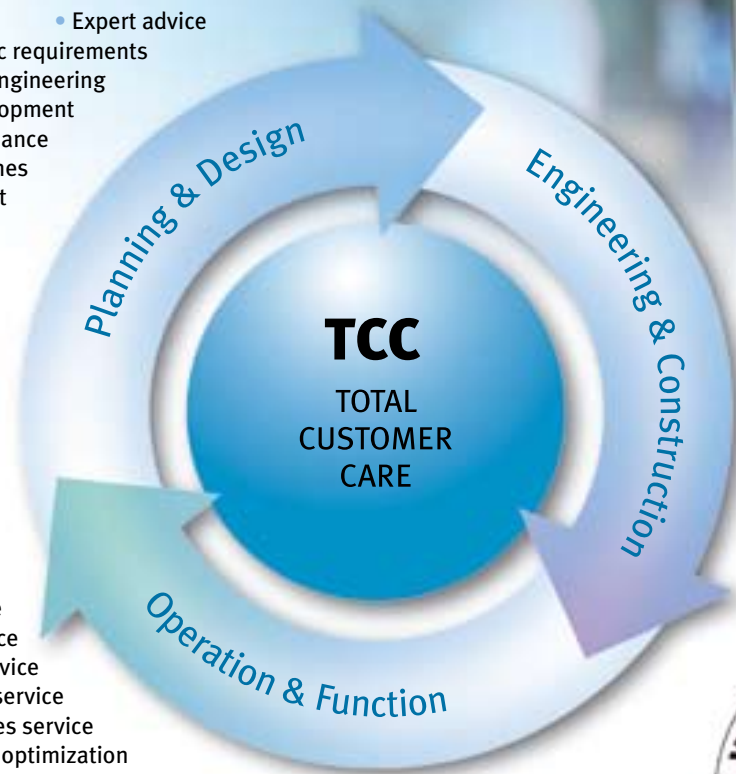 • Expert advice
requirements
ngineering
opment
ance
nes
t
Planning & Design
Engineering & Construction
TCC
TOTAL
CUSTOMER
CARE
Operation & Function
e
ce
vice
service
es service
optimization